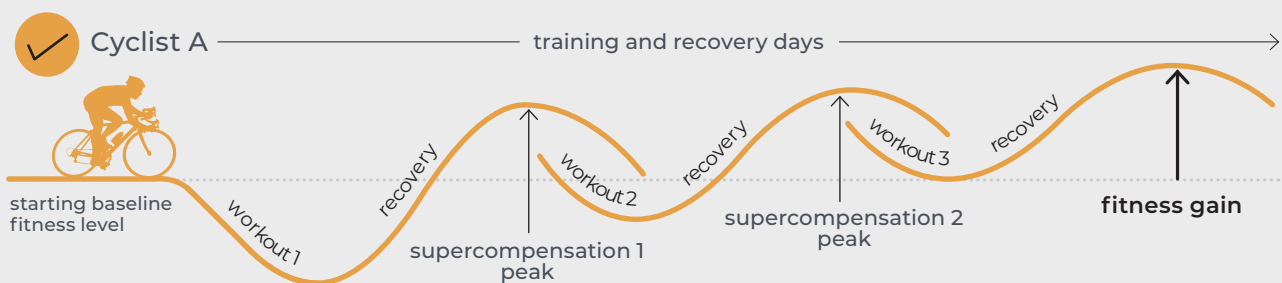 Cyclist A
training and recovery days
starting baseline
fitness level
workout 1
recovery
supercompensation 1
peak
workout 2
recovery
supercompensation 2
peak
workout 3
recovery
fitness gain